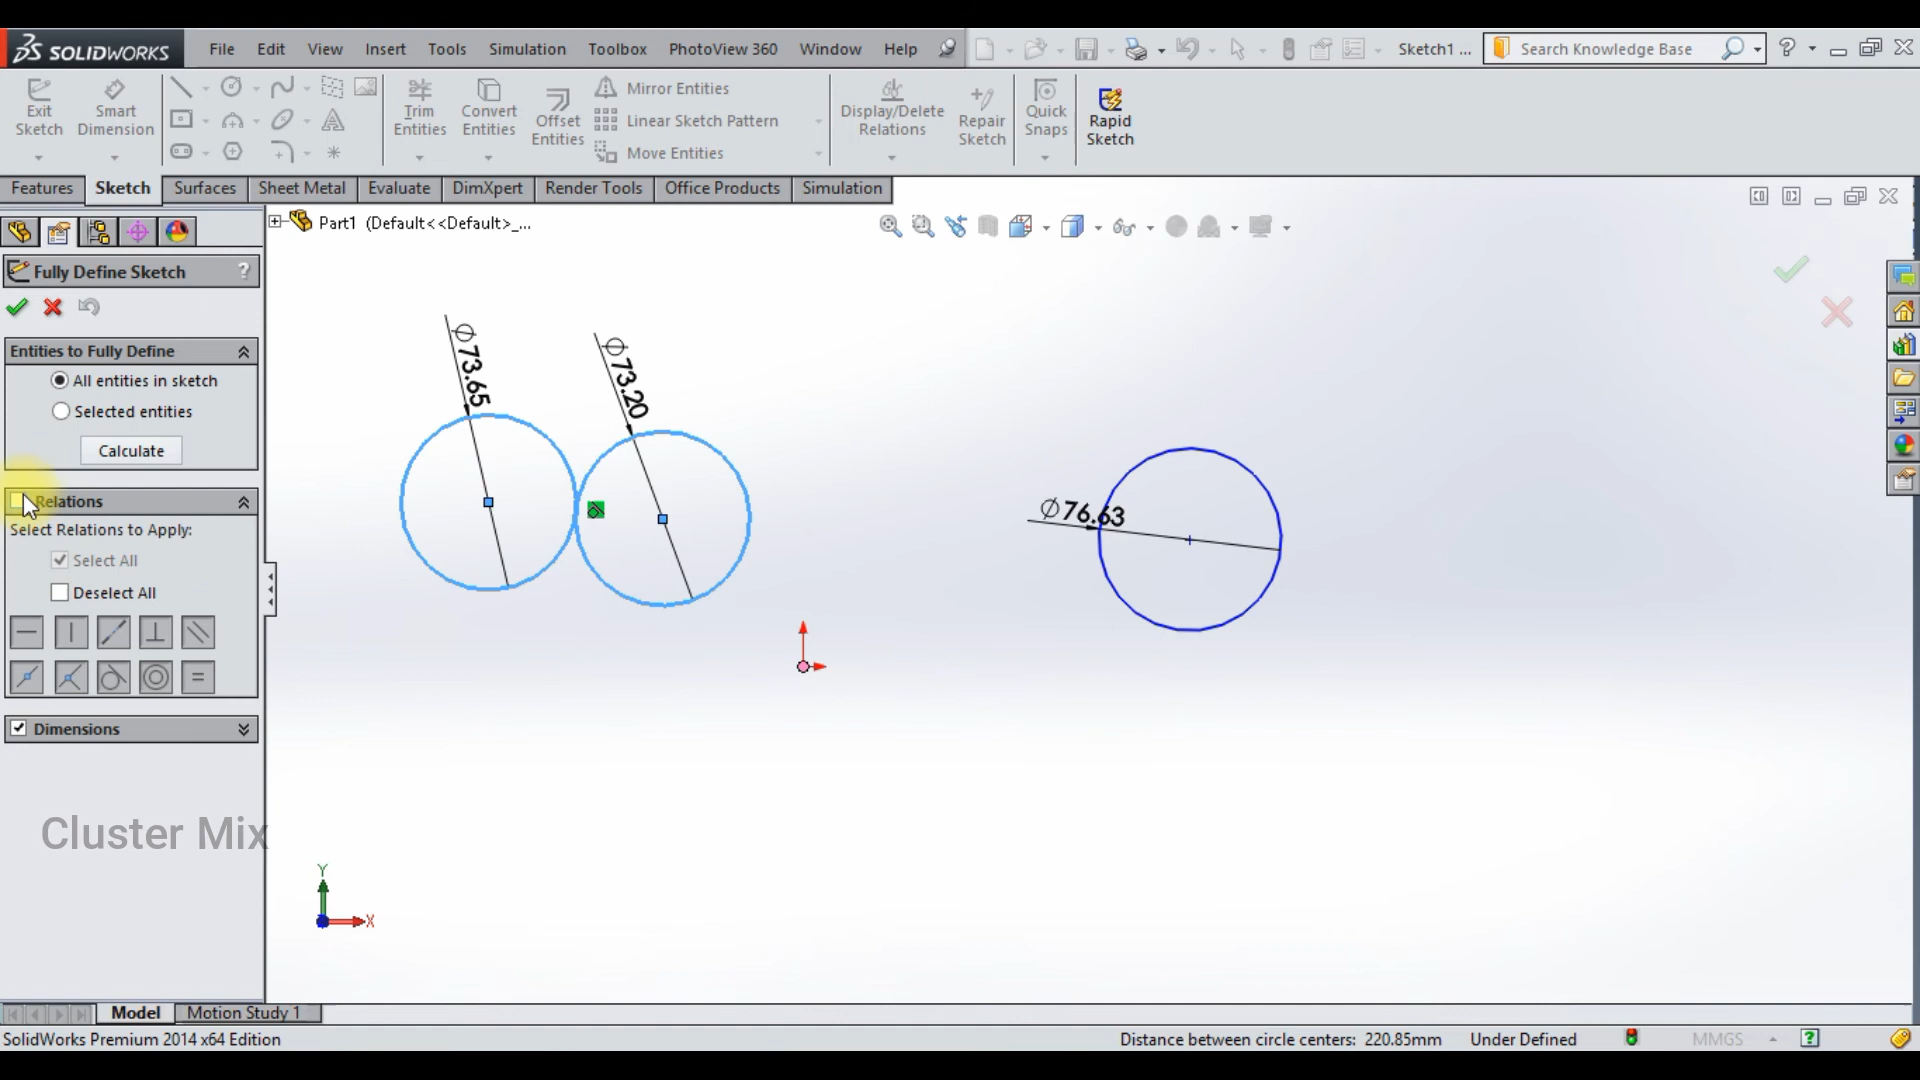 SOLIDWORKS File Edit View Insert Tools Simulation Toolbox PhotoView 360 Window Help Sketch1 ... Search Knowledge Base
Exit Sketch
Smart Dimension
Trim Entities
Convert Entities
Offset Entities
Mirror Entities
Linear Sketch Pattern
Move Entities
Display/Delete Relations
Repair Sketch
Quick Snaps
Rapid Sketch
Features Sketch Surfaces Sheet Metal Evaluate DimXpert Render Tools Office Products Simulation
Part1 (Default<<Default>_...
Fully Define Sketch ?
Entities to Fully Define
All entities in sketch
Selected entities
Calculate
Relations
Select Relations to Apply:
Select All
Deselect All
Dimensions
∅73.65
∅73.20
∅76.63
Cluster Mix
Y
X
Model Motion Study 1
SolidWorks Premium 2014 x64 Edition Distance between circle centers: 220.85mm Under Defined MMGS